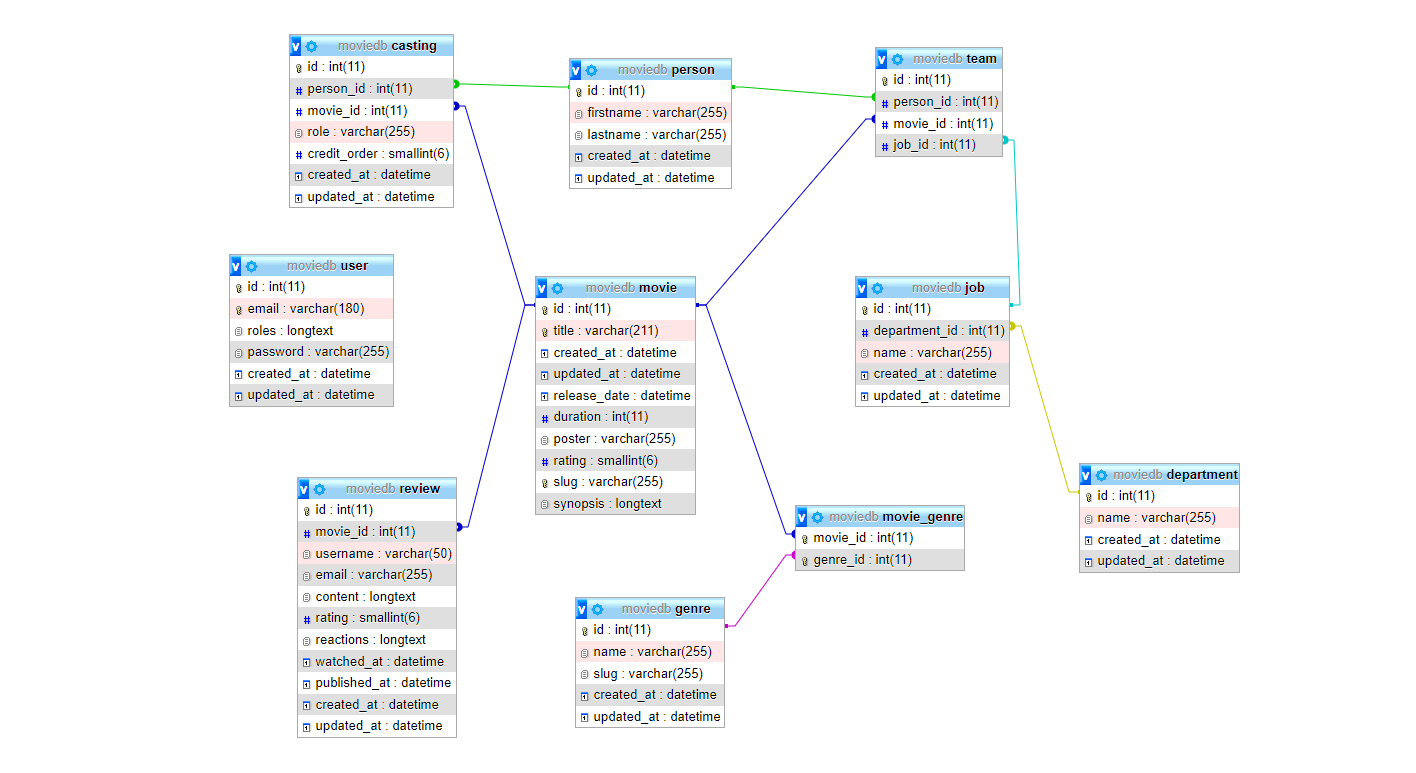 moviedb casting
id : int(11)
person_id : int(11)
movie_id : int(11)
role : varchar(255)
credit_order : smallint(6)
created_at : datetime
updated_at : datetime
moviedb person
id : int(11)
firstname : varchar(255)
lastname : varchar(255)
created_at : datetime
updated_at : datetime
moviedb team
id : int(11)
person_id : int(11)
movie_id : int(11)
job_id : int(11)
moviedb user
id : int(11)
email : varchar(180)
roles : longtext
password : varchar(255)
created_at : datetime
updated_at : datetime
moviedb movie
id : int(11)
title : varchar(211)
created_at : datetime
updated_at : datetime
release_date : datetime
duration : int(11)
poster : varchar(255)
rating : smallint(6)
slug : varchar(255)
synopsis : longtext
moviedb job
id : int(11)
department_id : int(11)
name : varchar(255)
created_at : datetime
updated_at : datetime
moviedb department
id : int(11)
name : varchar(255)
created_at : datetime
updated_at : datetime
moviedb review
id : int(11)
movie_id : int(11)
username : varchar(50)
email : varchar(255)
content : longtext
rating : smallint(6)
reactions : longtext
watched_at : datetime
published_at : datetime
created_at : datetime
updated_at : datetime
moviedb movie_genre
movie_id : int(11)
genre_id : int(11)
moviedb genre
id : int(11)
name : varchar(255)
slug : varchar(255)
created_at : datetime
updated_at : datetime